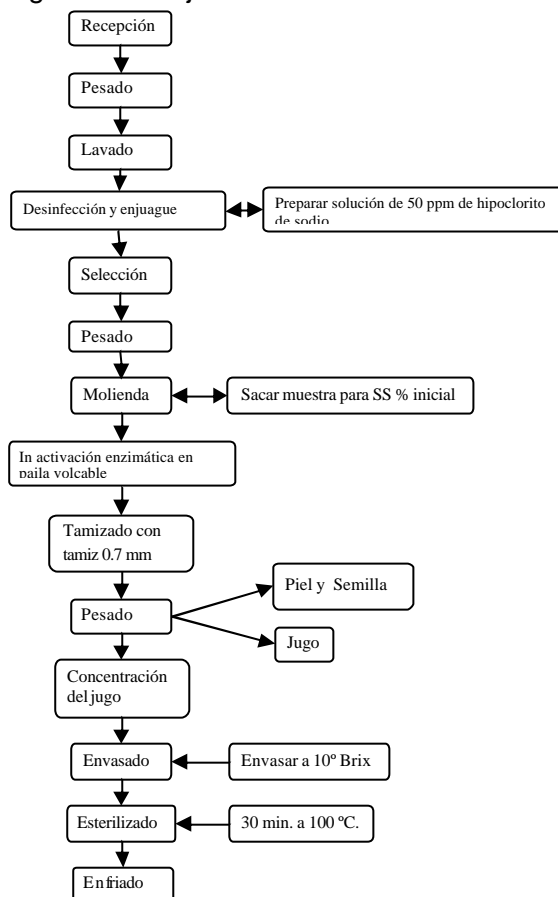 Recepción
Pesado
Lavado
Desinfección y enjuague
Preparar solución de 50 ppm de hipoclorito
de sodio
Selección
Pesado
Molienda
Sacar muestra para SS % inicial
In activación enzimática en
paila volcable
Tamizado con
tamiz 0.7 mm
Piel y Semilla
Pesado
Jugo
Concentración
del jugo
Envasado
Envasar a 10º Brix
Esterilizado
30 min. a 100 ºC.
Enfriado